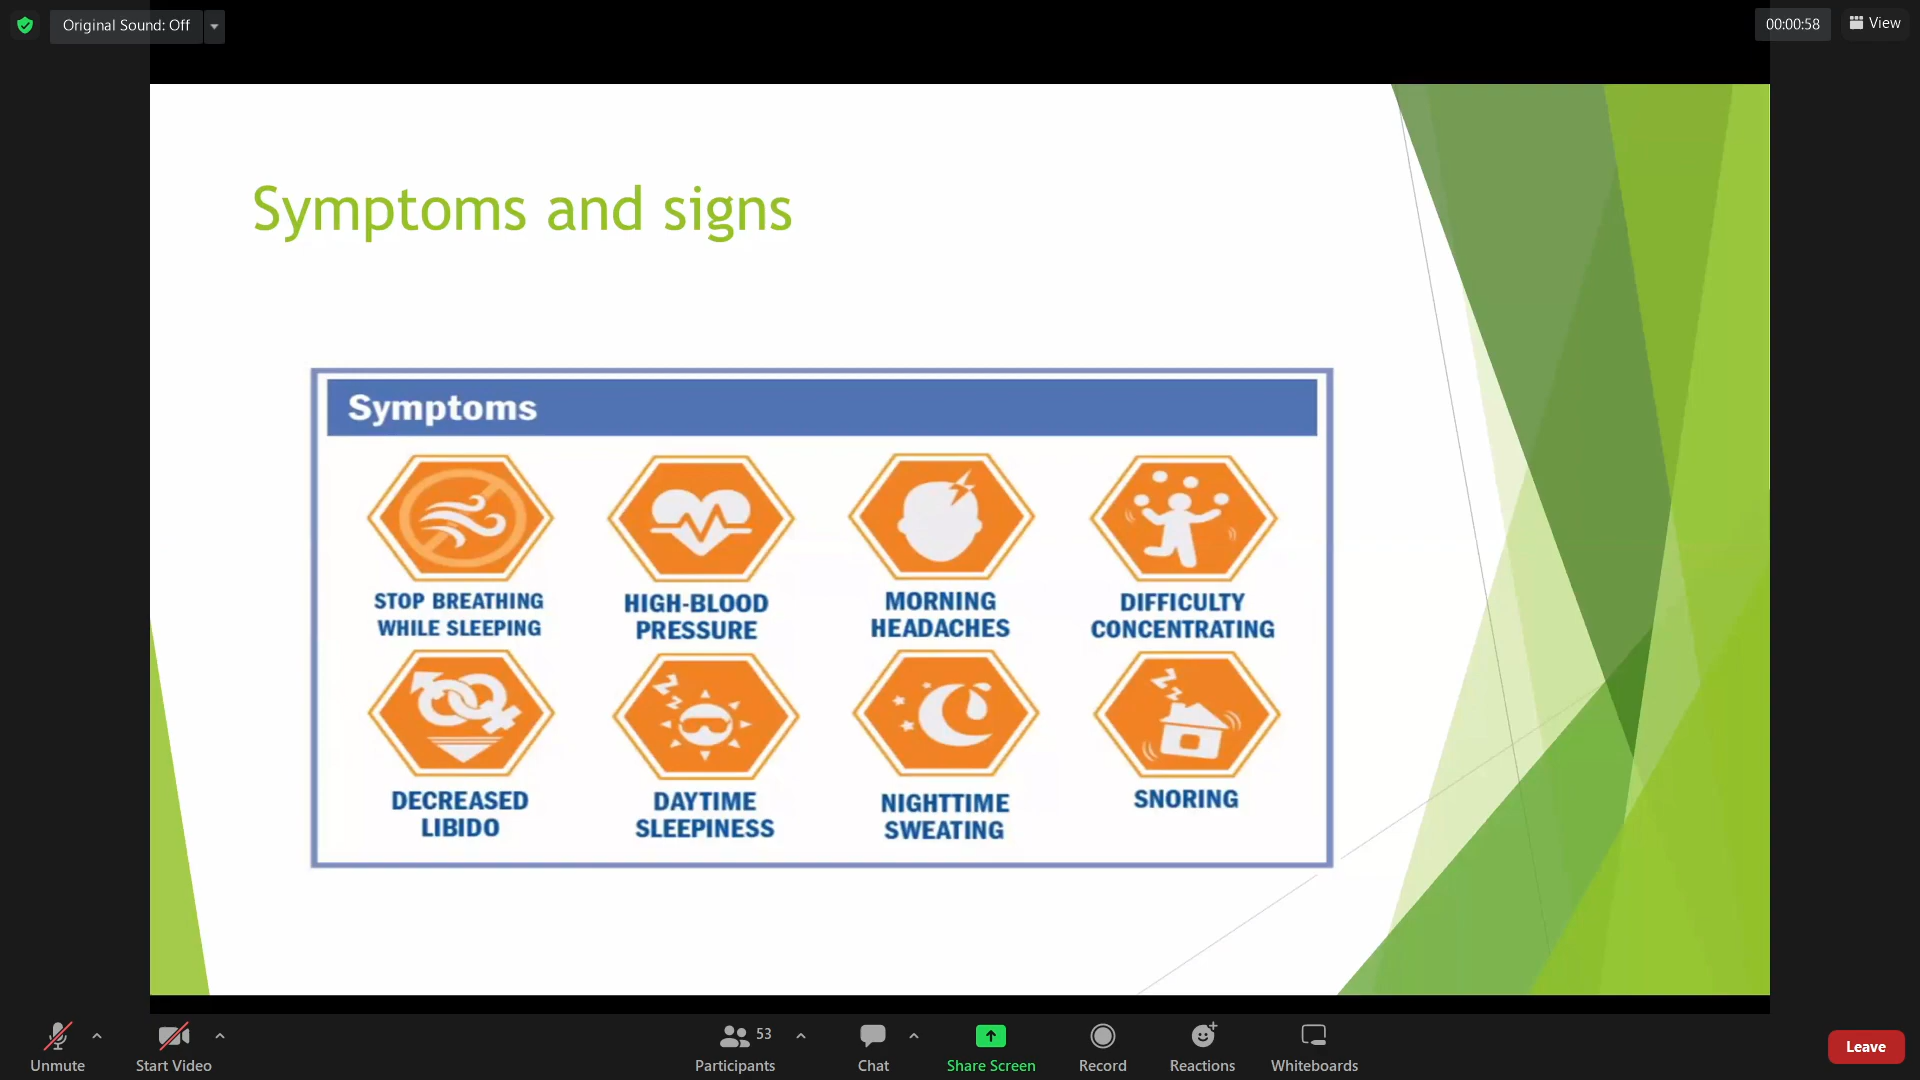 Original Sound: Off
00:00:58
View
Symptoms and signs
Symptoms
STOP BREATHING
WHILE SLEEPING
HIGH-BLOOD
PRESSURE
MORNING
HEADACHES
DIFFICULTY
CONCENTRATING
DECREASED
LIBIDO
DAYTIME
SLEEPINESS
NIGHTTIME
SWEATING
SNORING
Unmute
Start Video
53
Participants
Chat
Share Screen
Record
Reactions
Whiteboards
Leave